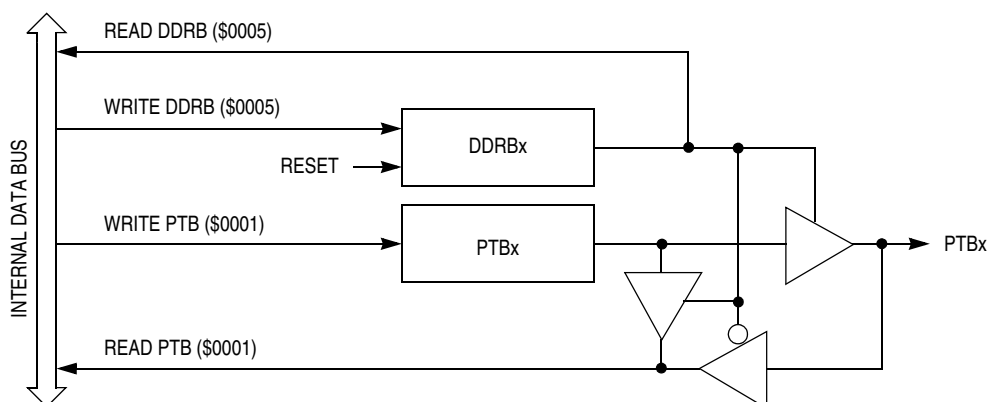 READ DDRB ($0005)
WRITE DDRB ($0005)
DDRBx
RESET
INTERNAL DATA BUS
WRITE PTB ($0001)
PTBx
PTBx
READ PTB ($0001)